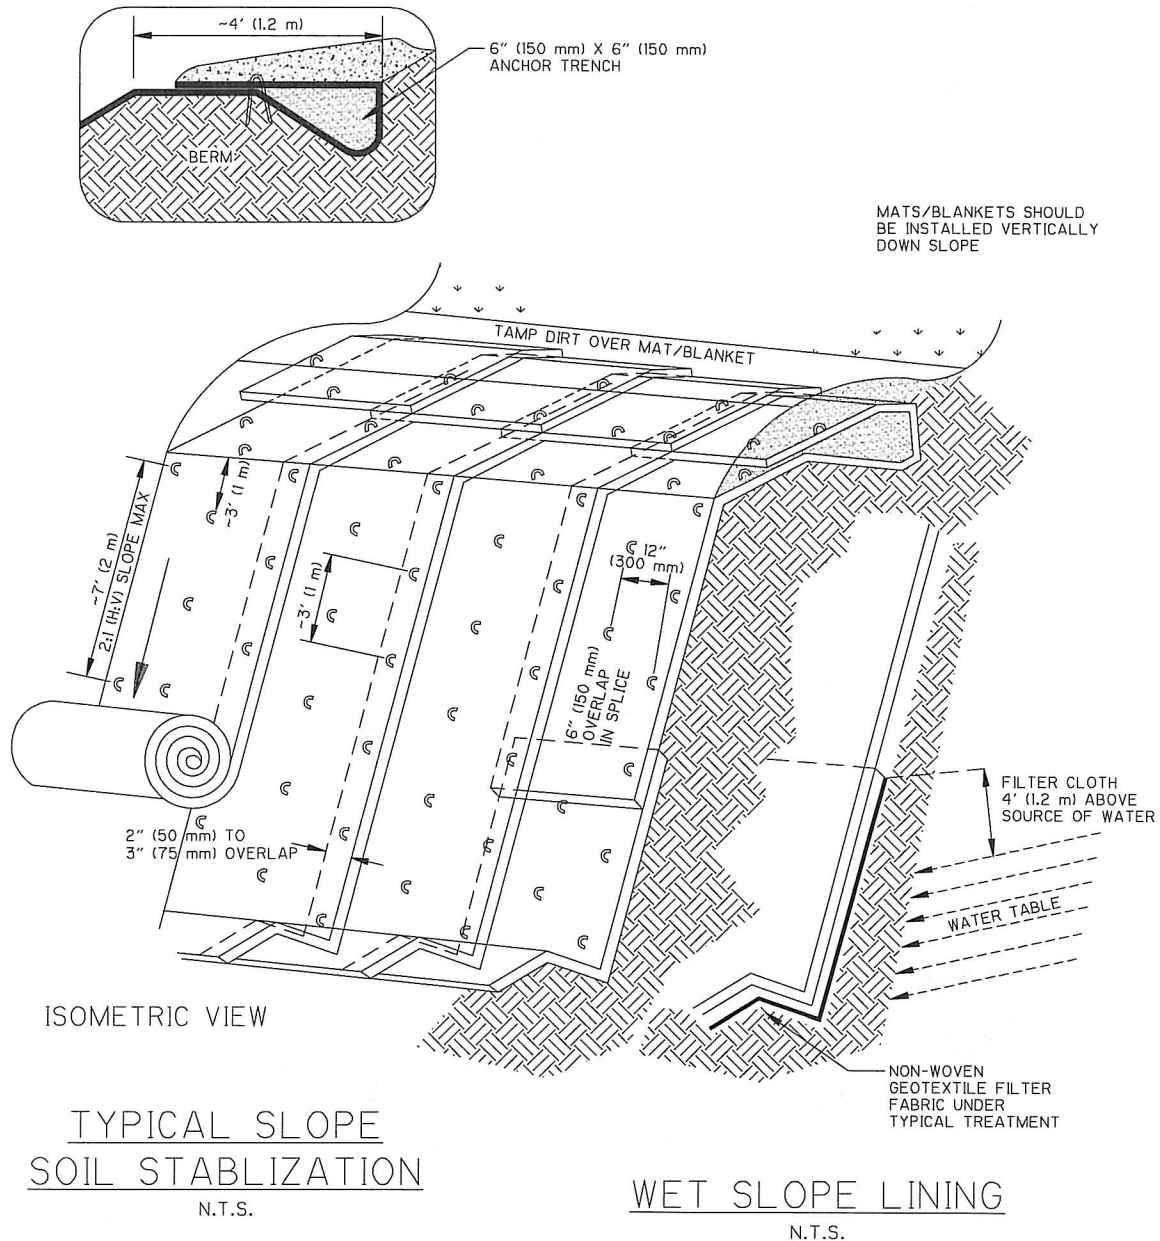 ~4' (1.2 m)
6" (150 mm) X 6" (150 mm)
ANCHOR TRENCH
BERM
MATS/BLANKETS SHOULD
BE INSTALLED VERTICALLY
DOWN SLOPE
TAMP DIRT OVER MAT/BLANKET
~3' (1 m)
~7' (2 m)
2:1 (H:V) SLOPE MAX
~3' (1 m)
12"
(300 mm)
6" (150 mm)
OVERLAP
IN SPLICE
2" (50 mm) TO
3" (75 mm) OVERLAP
FILTER CLOTH
4' (1.2 m) ABOVE
SOURCE OF WATER
WATER TABLE
ISOMETRIC VIEW
NON-WOVEN
GEOTEXTILE FILTER
FABRIC UNDER
TYPICAL TREATMENT
TYPICAL SLOPE
SOIL STABLIZATION
N.T.S.
WET SLOPE LINING
N.T.S.